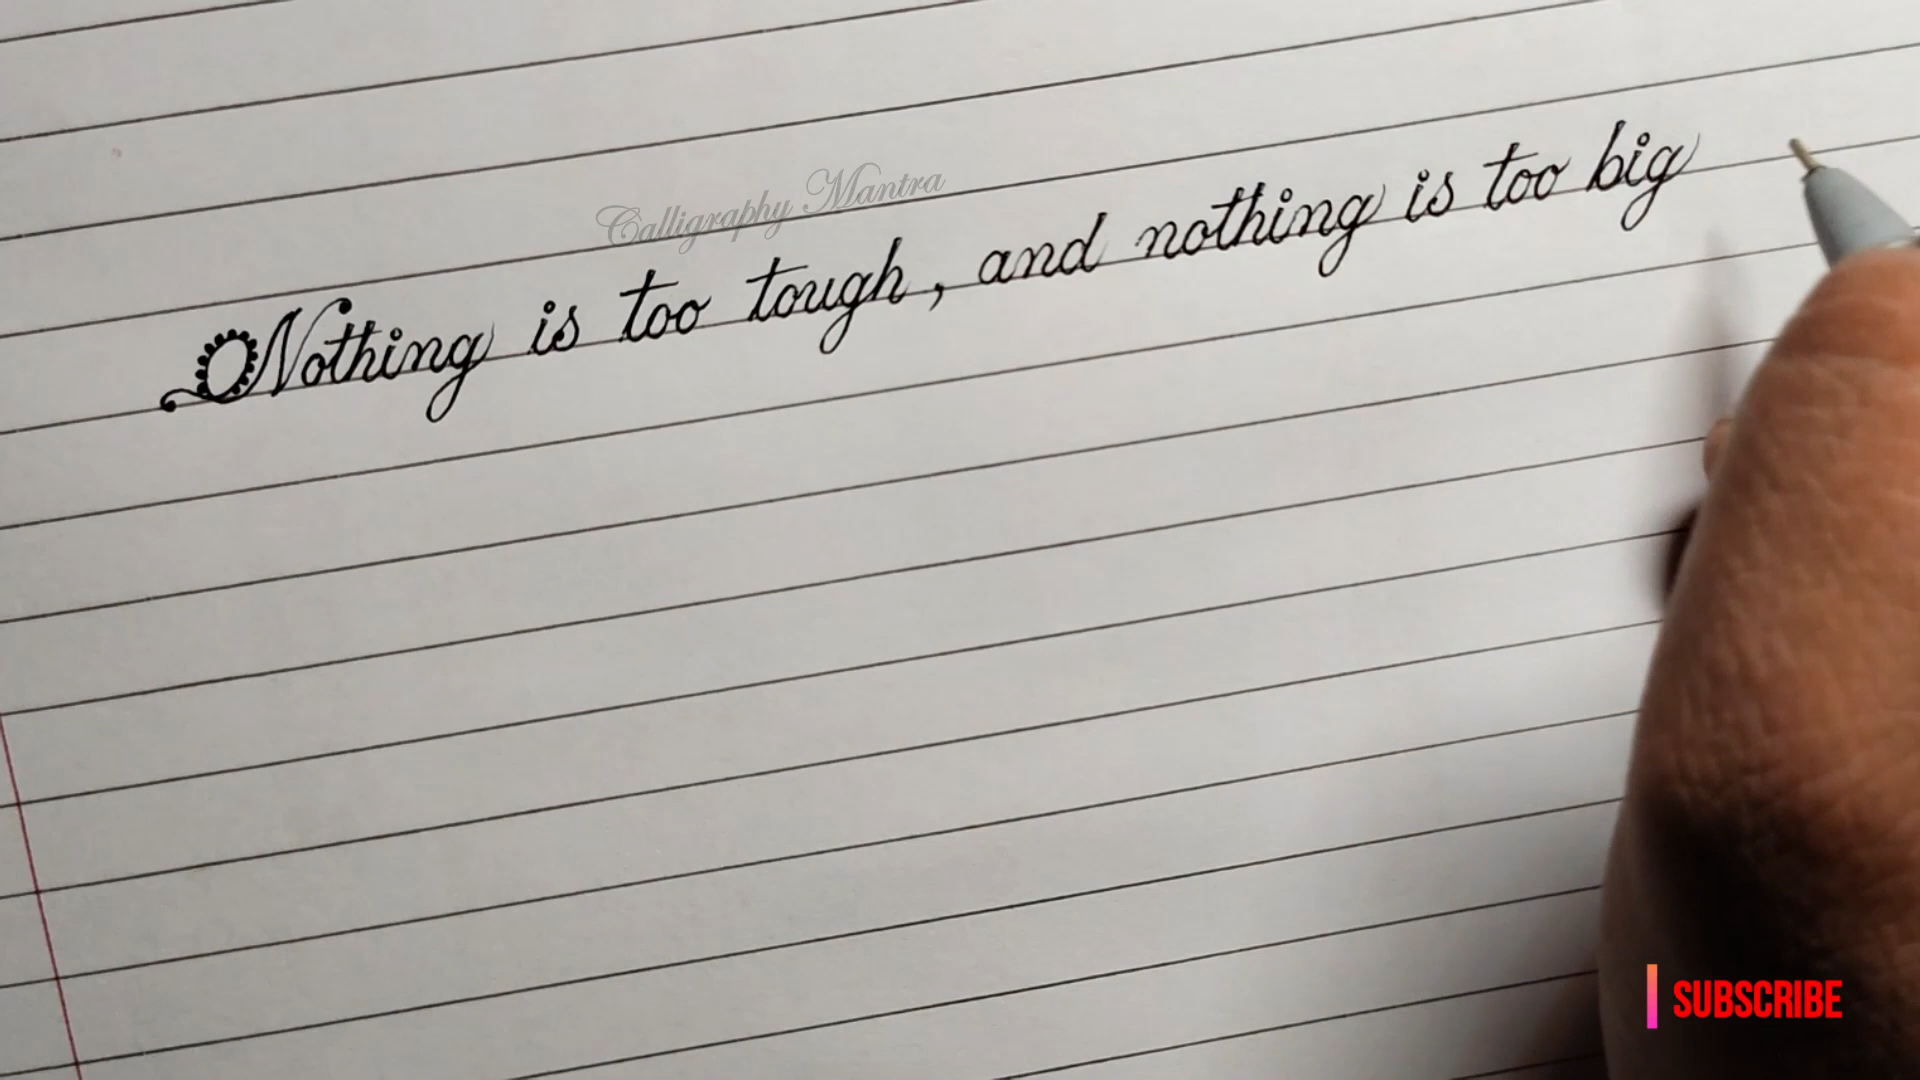 Calligraphy Mantra
Nothing is too tough, and nothing is too big
SUBSCRIBE